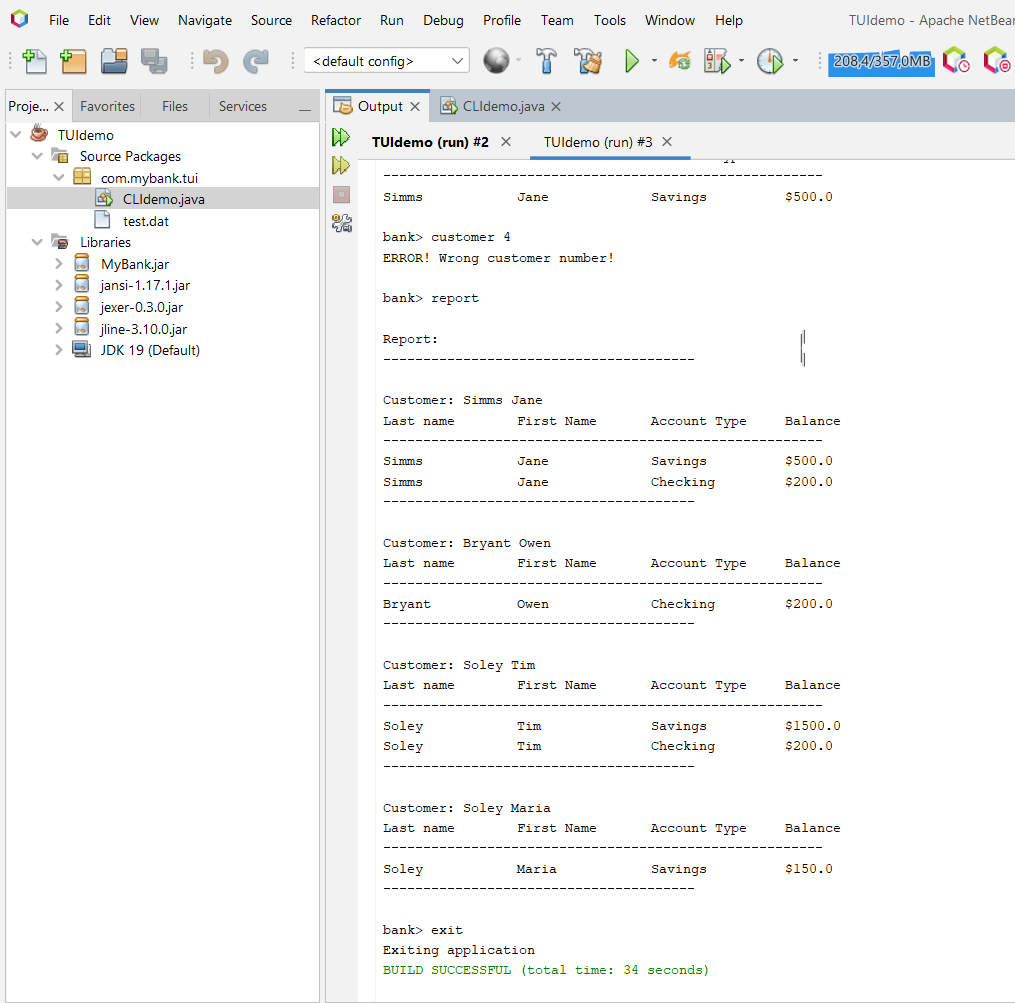 File Edit View Navigate Source Refactor Run Debug Profile Team Tools Window Help TUIdemo - Apache NetBean
<default config> 208,4/357,0MB
Proje... Favorites Files Services
TUIdemo
Source Packages
com.mybank.tui
CLIdemo.java
test.dat
Libraries
MyBank.jar
jansi-1.17.1.jar
jexer-0.3.0.jar
jline-3.10.0.jar
JDK 19 (Default)
Output CLIdemo.java
TUIdemo (run) #2 TUIdemo (run) #3
-------------------------------------------------------
Simms Jane Savings $500.0
bank> customer 4
ERROR! Wrong customer number!
bank> report
Report:
---------------------------------------
Customer: Simms Jane
Last name First Name Account Type Balance
-------------------------------------------------------
Simms Jane Savings $500.0
Simms Jane Checking $200.0
---------------------------------------
Customer: Bryant Owen
Last name First Name Account Type Balance
-------------------------------------------------------
Bryant Owen Checking $200.0
---------------------------------------
Customer: Soley Tim
Last name First Name Account Type Balance
-------------------------------------------------------
Soley Tim Savings $1500.0
Soley Tim Checking $200.0
---------------------------------------
Customer: Soley Maria
Last name First Name Account Type Balance
-------------------------------------------------------
Soley Maria Savings $150.0
---------------------------------------
bank> exit
Exiting application
BUILD SUCCESSFUL (total time: 34 seconds)